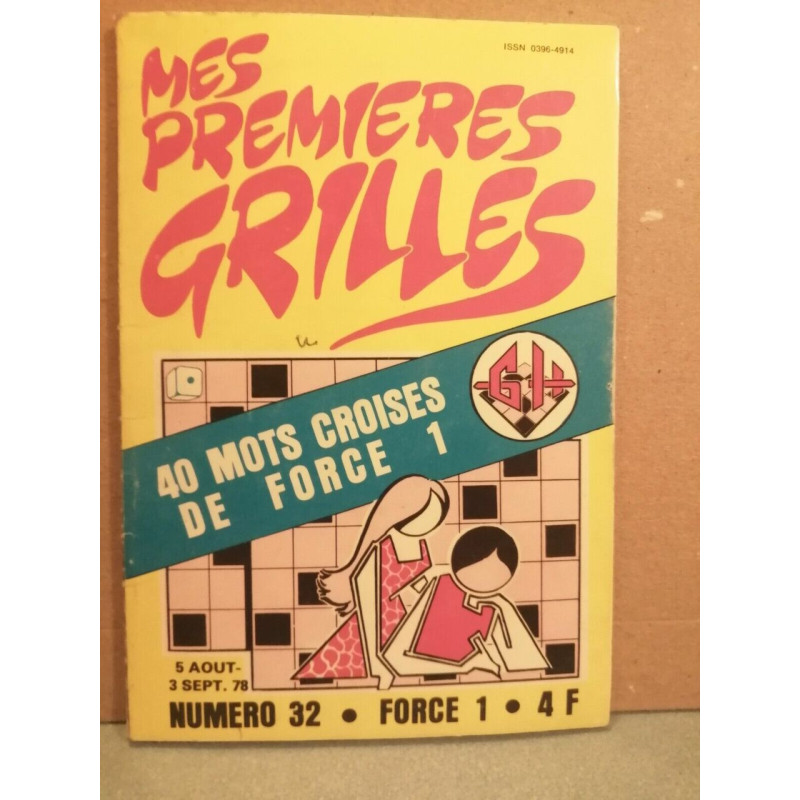 ISSN 0396-4914
MES
PREMIERES
GRILLES
GH
40 MOTS CROISES
DE FORCE 1
5 AOUT-
3 SEPT. 78
NUMERO 32 • FORCE 1 • 4 F